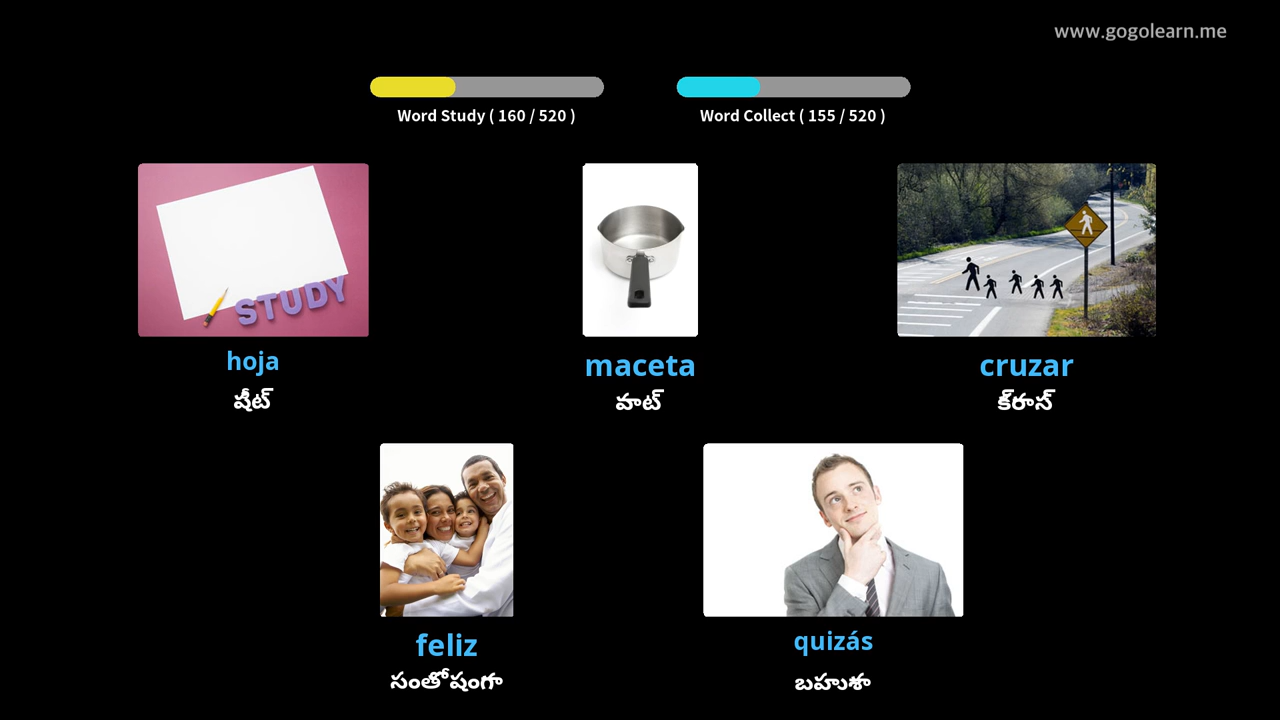 www.gogolearn.me
Word Study ( 160 / 520 )
Word Collect ( 155 / 520 )
STUDY
hoja
షీట్
maceta
పాట్
cruzar
క్రాస్
feliz
సంతోషంగా
quizás
బహుశా